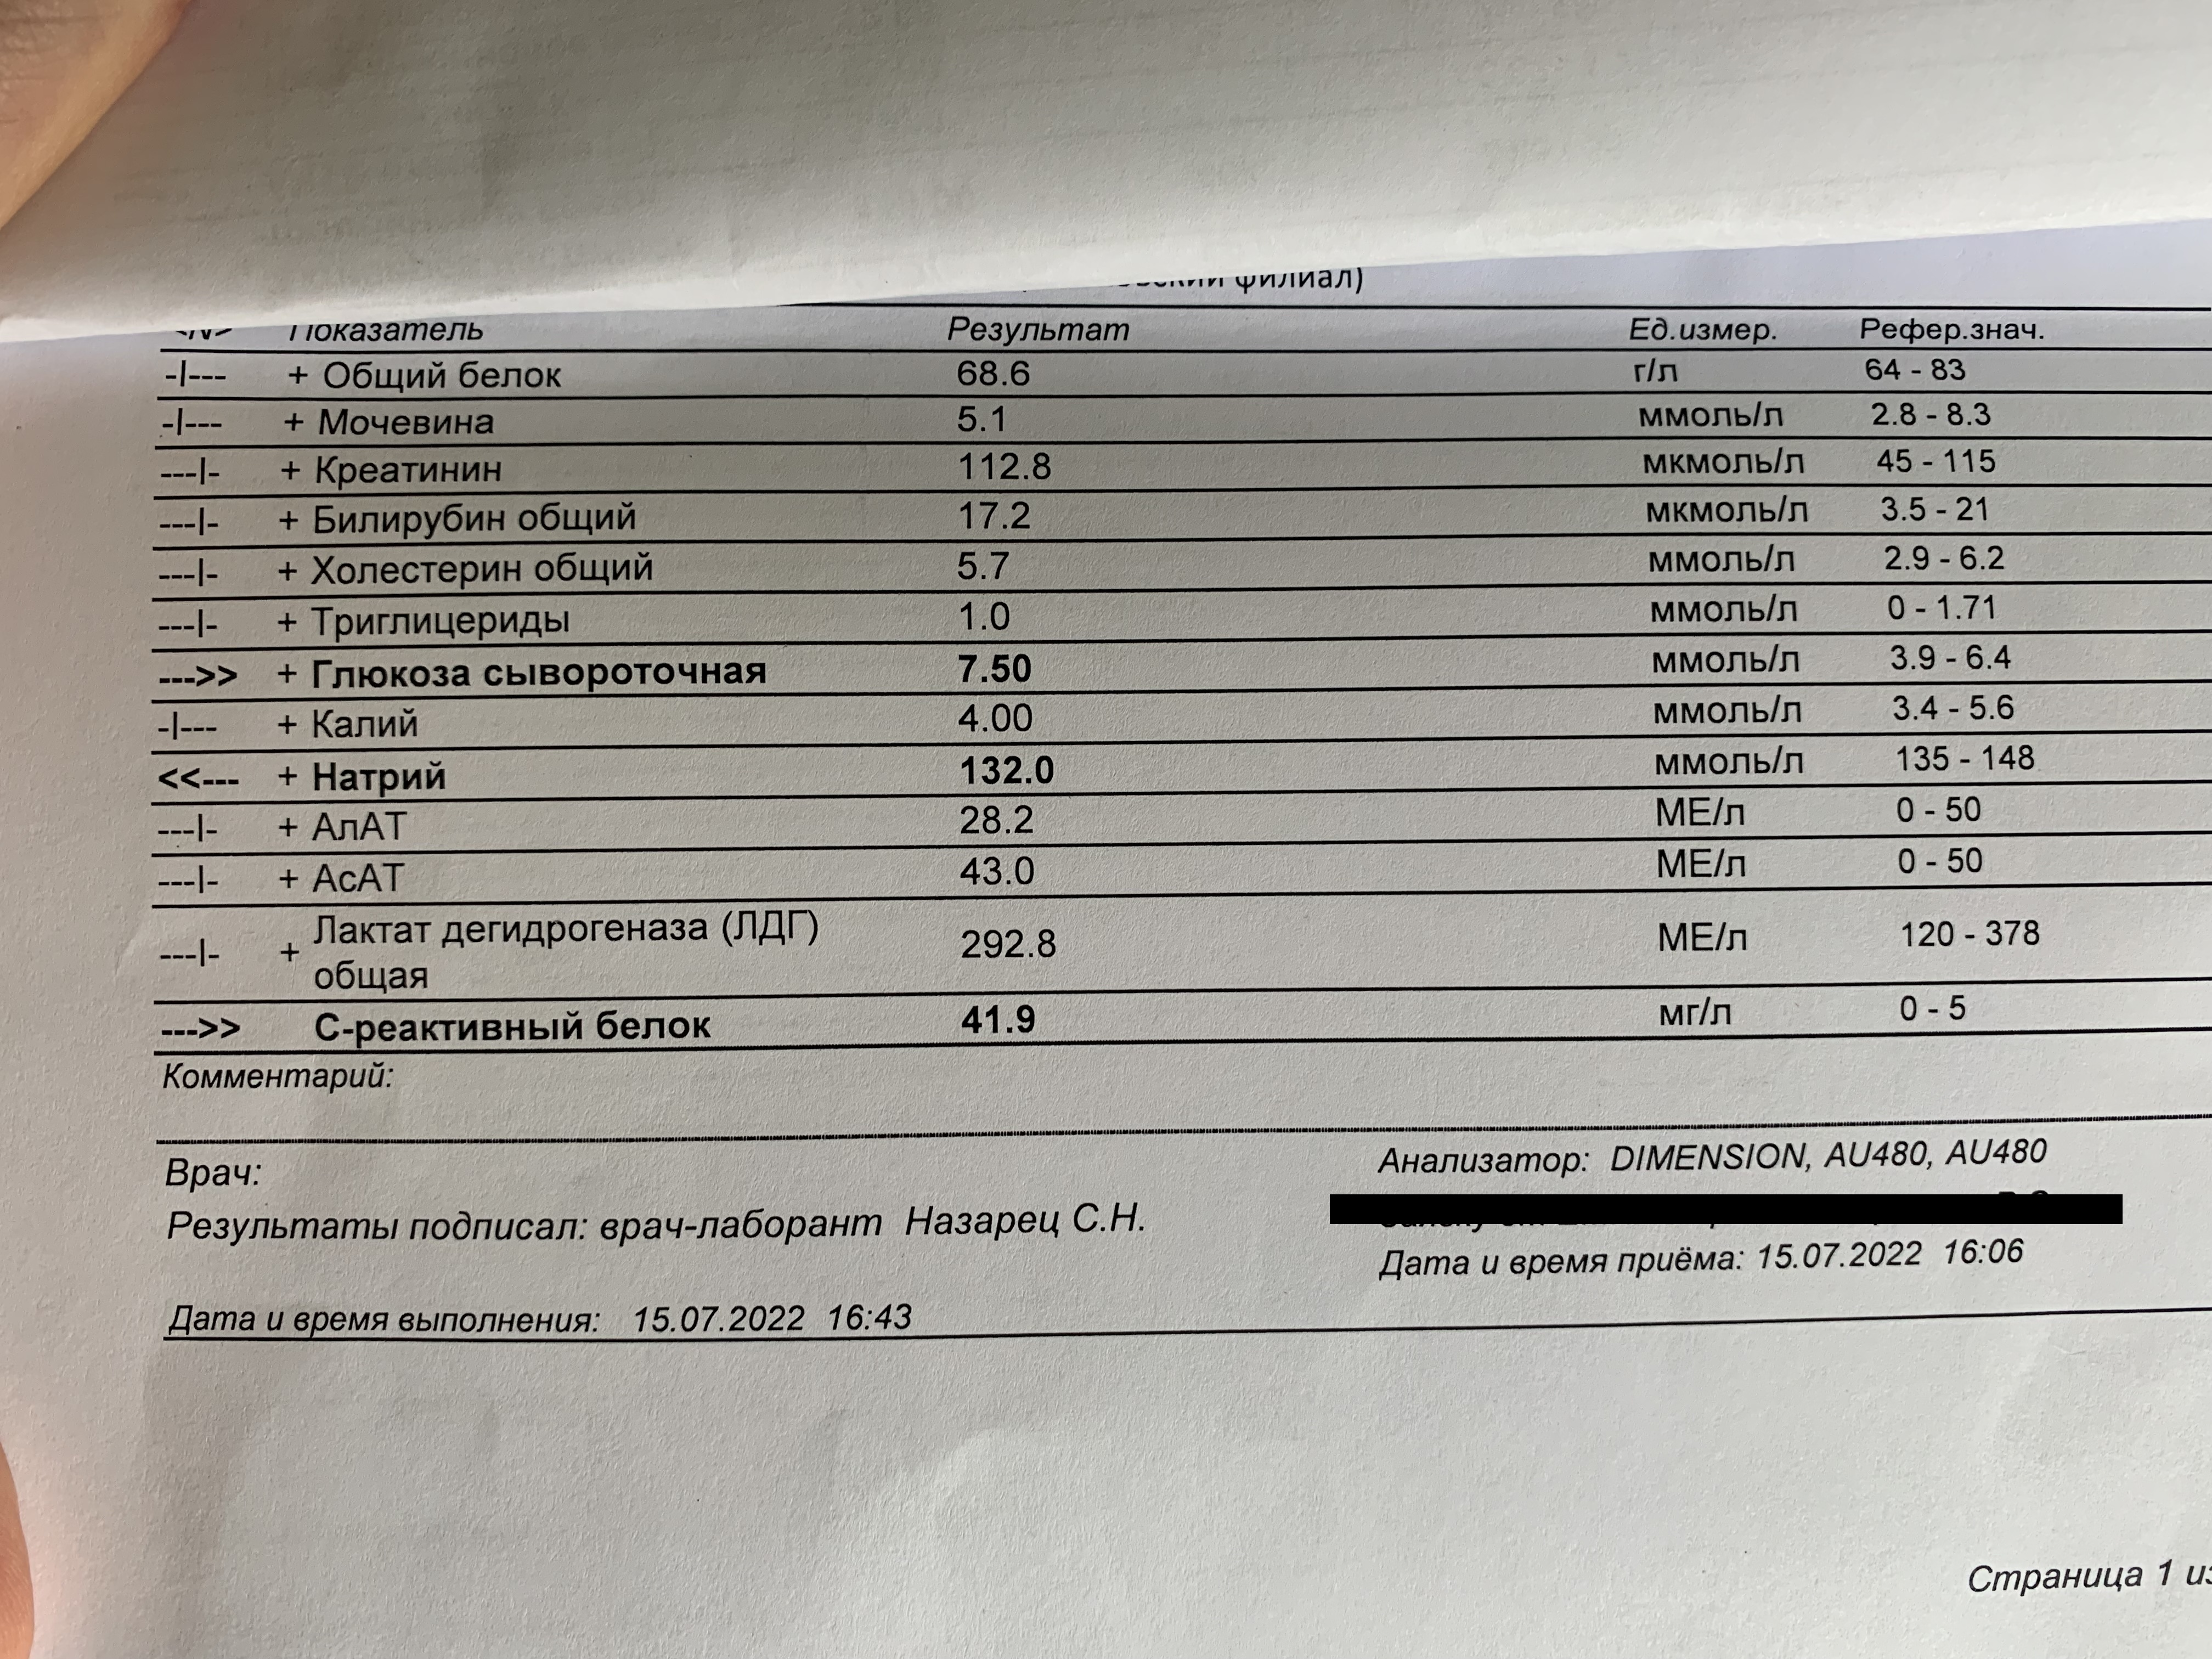 филиал)
Показатель Результат Ед.измер. Рефер.знач.
-|--- + Общий белок 68.6 г/л 64 - 83
-|--- + Мочевина 5.1 ммоль/л 2.8 - 8.3
---|- + Креатинин 112.8 мкмоль/л 45 - 115
---|- + Билирубин общий 17.2 мкмоль/л 3.5 - 21
---|- + Холестерин общий 5.7 ммоль/л 2.9 - 6.2
---|- + Триглицериды 1.0 ммоль/л 0 - 1.71
--->> + Глюкоза сывороточная 7.50 ммоль/л 3.9 - 6.4
-|--- + Калий 4.00 ммоль/л 3.4 - 5.6
<<--- + Натрий 132.0 ммоль/л 135 - 148
---|- + АлАТ 28.2 МЕ/л 0 - 50
---|- + АсАТ 43.0 МЕ/л 0 - 50
---|- + Лактат дегидрогеназа (ЛДГ) 292.8 МЕ/л 120 - 378
общая
--->> С-реактивный белок 41.9 мг/л 0 - 5
Комментарий:
Врач: Анализатор: DIMENSION, AU480, AU480
Результаты подписал: врач-лаборант Назарец С.Н.
Дата и время приёма: 15.07.2022 16:06
Дата и время выполнения: 15.07.2022 16:43
Страница 1 из